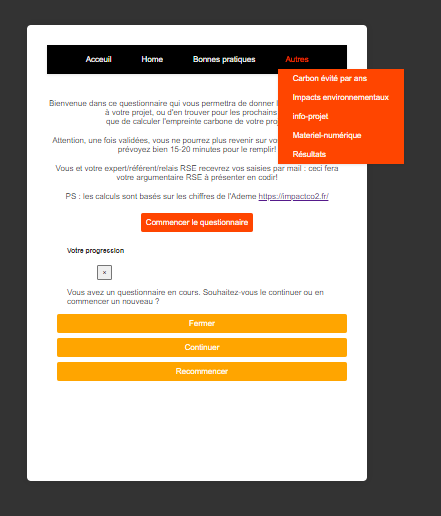 Acceuil Home Bonnes pratiques Autres
Carbon évité par ans
Impacts environnementaux
info-projet
Materiel-numérique
Résultats
Bienvenue dans ce questionnaire qui vous permettra de donner
à votre projet, ou d'en trouver pour les prochains
que de calculer l'empreinte carbone de votre
Attention, une fois validées, vous ne pourrez plus revenir sur
prévoyez bien 15-20 minutes pour le remplir!
Vous et votre expert/référent/relais RSE recevrez vos saisies par mail : ceci fera
votre argumentaire RSE à présenter en codir!
PS : les calculs sont basés sur les chiffres de l'Ademe https://impactco2.fr/
Commencer le questionnaire
Votre progression
×
Vous avez un questionnaire en cours. Souhaitez-vous le continuer ou en
commencer un nouveau ?
Fermer
Continuer
Recommencer